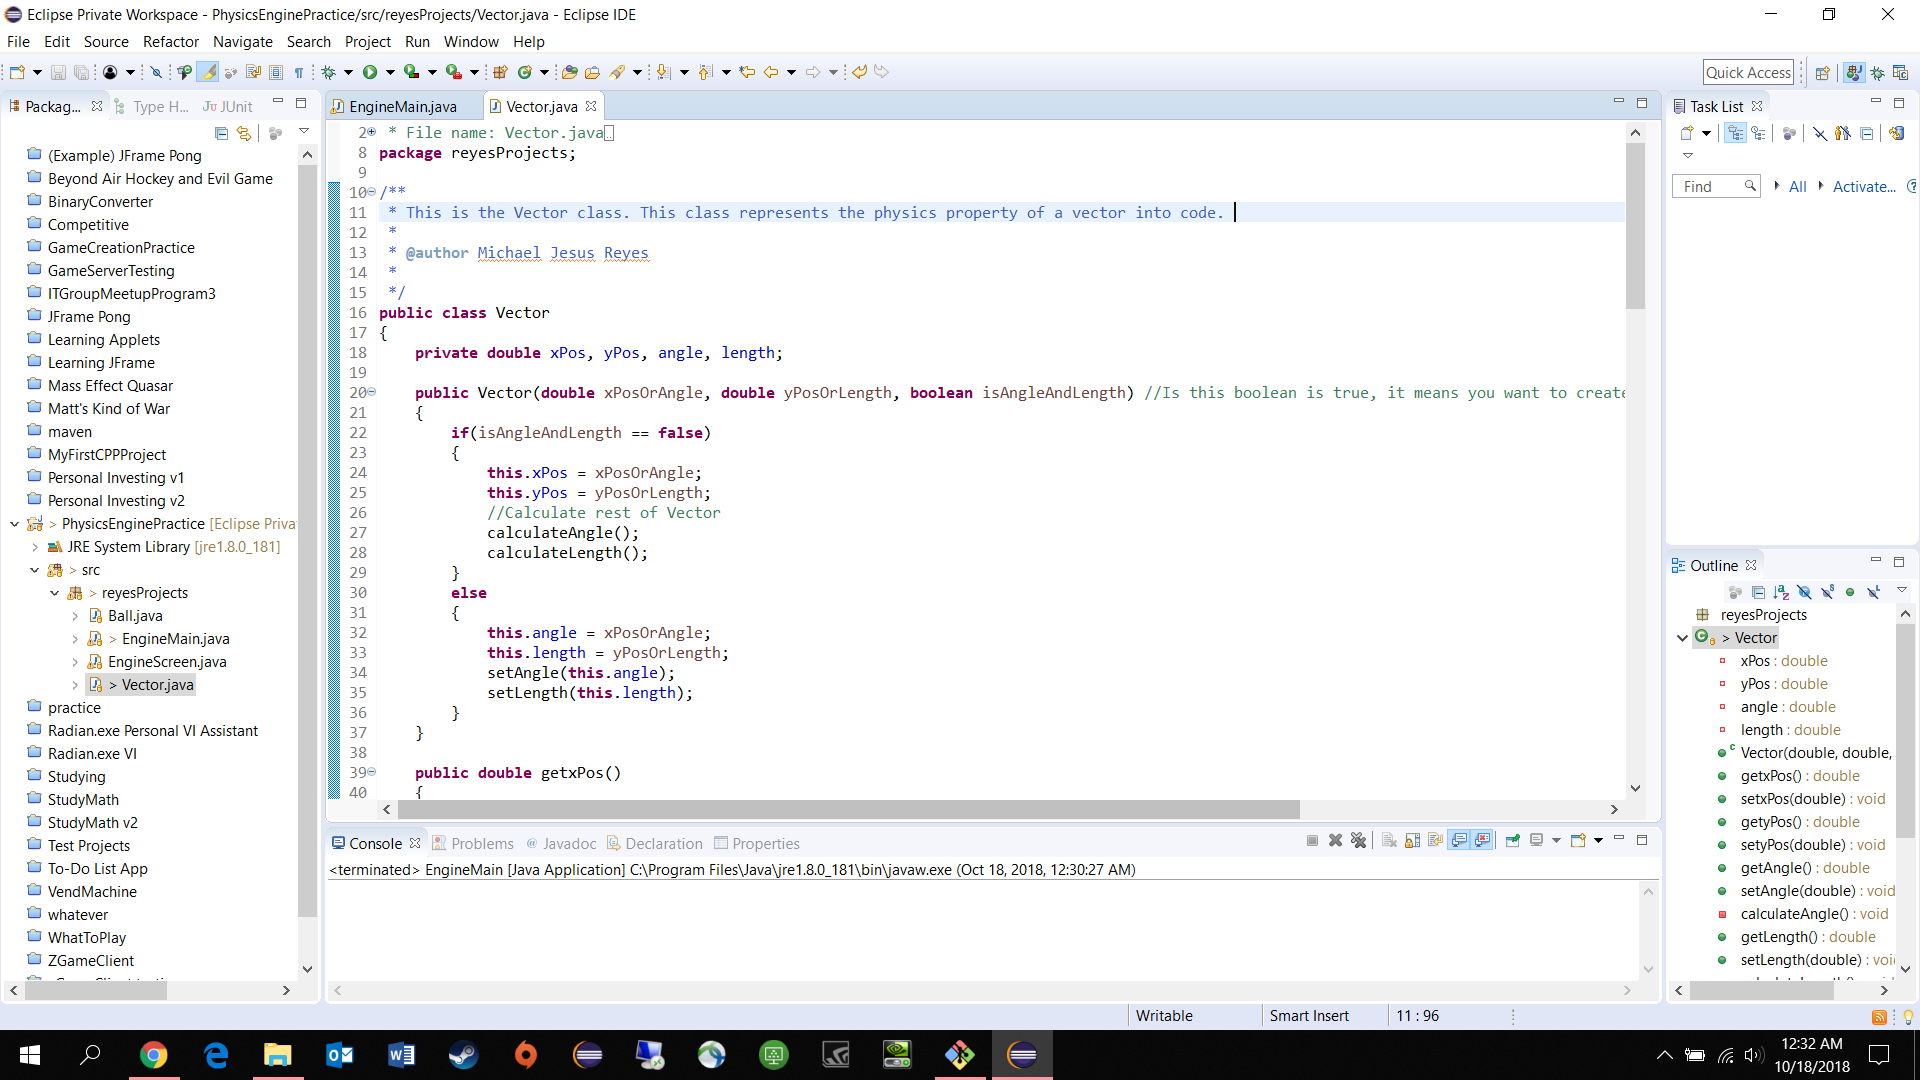 Eclipse Private Workspace - PhysicsEnginePractice/src/reyesProjects/Vector.java - Eclipse IDE
File Edit Source Refactor Navigate Search Project Run Window Help
Quick Access
Packag... Type H... JUnit
(Example) JFrame Pong
Beyond Air Hockey and Evil Game
BinaryConverter
Competitive
GameCreationPractice
GameServerTesting
ITGroupMeetupProgram3
JFrame Pong
Learning Applets
Learning JFrame
Mass Effect Quasar
Matt's Kind of War
maven
MyFirstCPPProject
Personal Investing v1
Personal Investing v2
> PhysicsEnginePractice [Eclipse Priva
JRE System Library [jre1.8.0_181]
> src
> reyesProjects
Ball.java
> EngineMain.java
EngineScreen.java
> Vector.java
practice
Radian.exe Personal VI Assistant
Radian.exe VI
Studying
StudyMath
StudyMath v2
Test Projects
To-Do List App
VendMachine
whatever
WhatToPlay
ZGameClient
EngineMain.java Vector.java
2 * File name: Vector.java
8 package reyesProjects;
9
10 /**
11 * This is the Vector class. This class represents the physics property of a vector into code.
12 *
13 * @author Michael Jesus Reyes
14 *
15 */
16 public class Vector
17 {
18 private double xPos, yPos, angle, length;
19
20 public Vector(double xPosOrAngle, double yPosOrLength, boolean isAngleAndLength) //Is this boolean is true, it means you want to create
21 {
22 if(isAngleAndLength == false)
23 {
24 this.xPos = xPosOrAngle;
25 this.yPos = yPosOrLength;
26 //Calculate rest of Vector
27 calculateAngle();
28 calculateLength();
29 }
30 else
31 {
32 this.angle = xPosOrAngle;
33 this.length = yPosOrLength;
34 setAngle(this.angle);
35 setLength(this.length);
36 }
37 }
38
39 public double getxPos()
40 {
Console Problems @ Javadoc Declaration Properties
<terminated> EngineMain [Java Application] C:\Program Files\Java\jre1.8.0_181\bin\javaw.exe (Oct 18, 2018, 12:30:27 AM)
Task List
Find All Activate...
Outline
reyesProjects
> Vector
xPos : double
yPos : double
angle : double
length : double
Vector(double, double,
getxPos() : double
setxPos(double) : void
getyPos() : double
setyPos(double) : void
getAngle() : double
setAngle(double) : void
calculateAngle() : void
getLength() : double
setLength(double) : voi
Writable Smart Insert 11 : 96
12:32 AM
10/18/2018